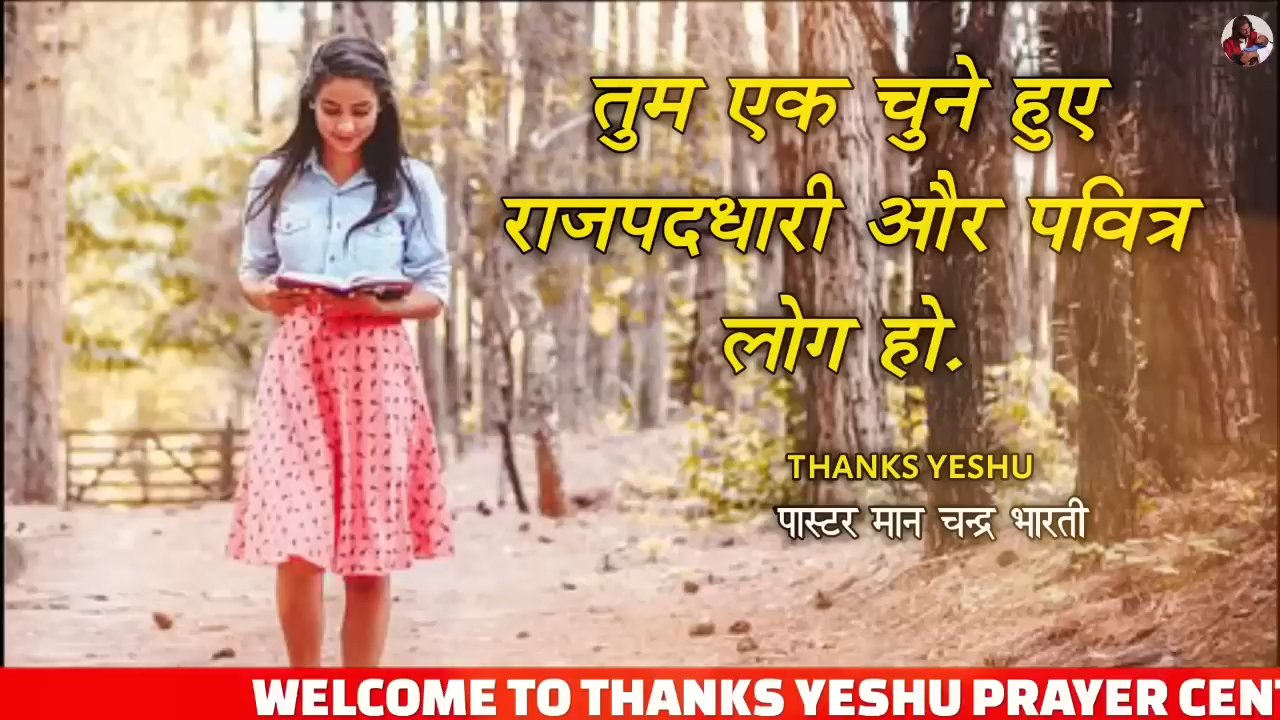 तुम एक चुने हुए
राजपदधारी और पवित्र
लोग हो.
THANKS YESHU
पास्टर मान चन्द्र भारती
WELCOME TO THANKS YESHU PRAYER CENT